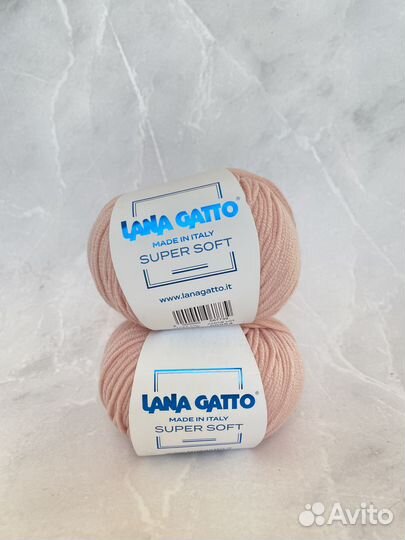 LANA GATTO®
MADE IN ITALY
SUPER SOFT
www.lanagatto.it
LANA GATTO®
MADE IN ITALY
SUPER SOFT
Avito